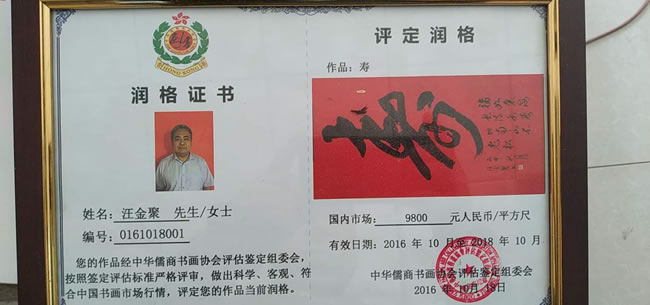 润格证书
姓名: 汪金聚 先生/女士
编号: 0161018001
您的作品经中华儒商书画协会评估鉴定组委会,
按照鉴定评估标准严格评审，做出科学、客观、符
合中国书画市场行情，评定您的作品当前润格。
评定润格
作品：寿
寿
国内市场: 9800 元人民币/平方尺
有效日期: 2016 年 10 月至 2018 年 10 月
中华儒商书画协会评估鉴定组委会
2016 年 10月 18日